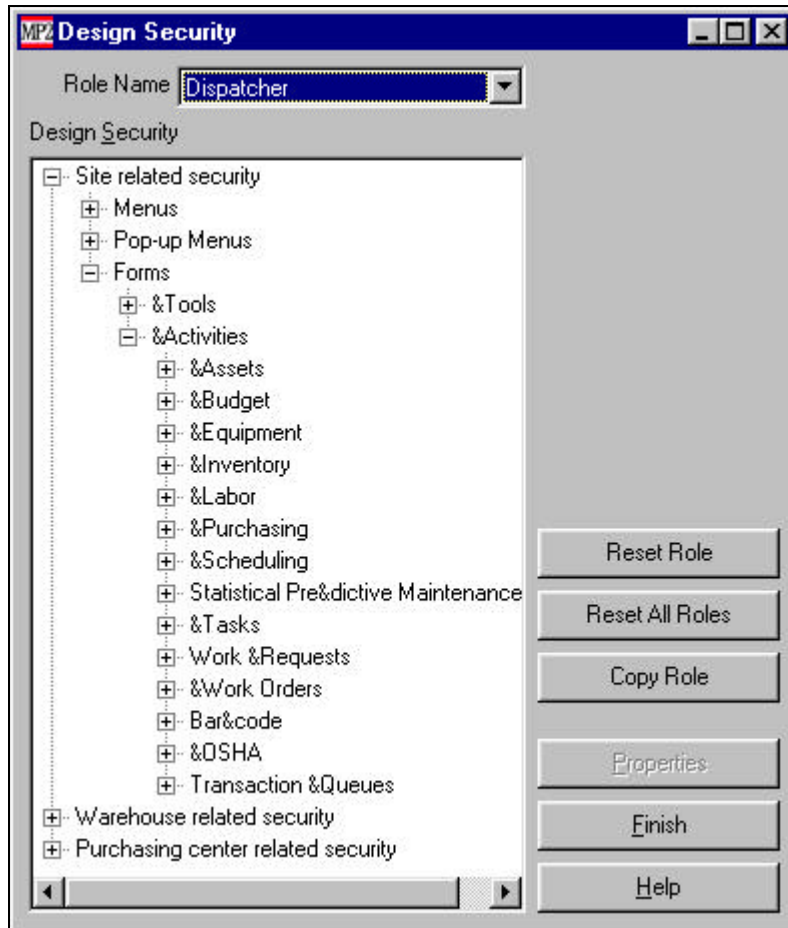 MP2 Design Security
Role Name Dispatcher
Design Security
Site related security
Menus
Pop-up Menus
Forms
&Tools
&Activities
&Assets
&Budget
&Equipment
&Inventory
&Labor
&Purchasing
&Scheduling
Statistical Pre&dictive Maintenance
&Tasks
Work &Requests
&Work Orders
Bar&code
&OSHA
Transaction &Queues
Warehouse related security
Purchasing center related security
Reset Role
Reset All Roles
Copy Role
Properties
Finish
Help